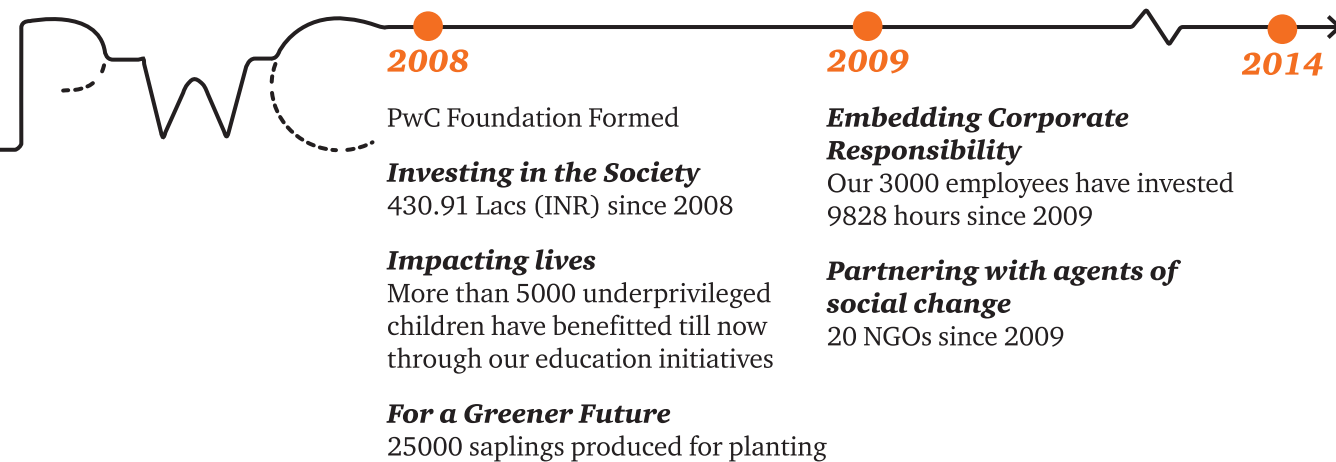 PwC
2008
PwC Foundation Formed
Investing in the Society
430.91 Lacs (INR) since 2008
Impacting lives
More than 5000 underprivileged
children have benefitted till now
through our education initiatives
For a Greener Future
25000 saplings produced for planting
2009
Embedding Corporate
Responsibility
Our 3000 employees have invested
9828 hours since 2009
Partnering with agents of
social change
20 NGOs since 2009
2014